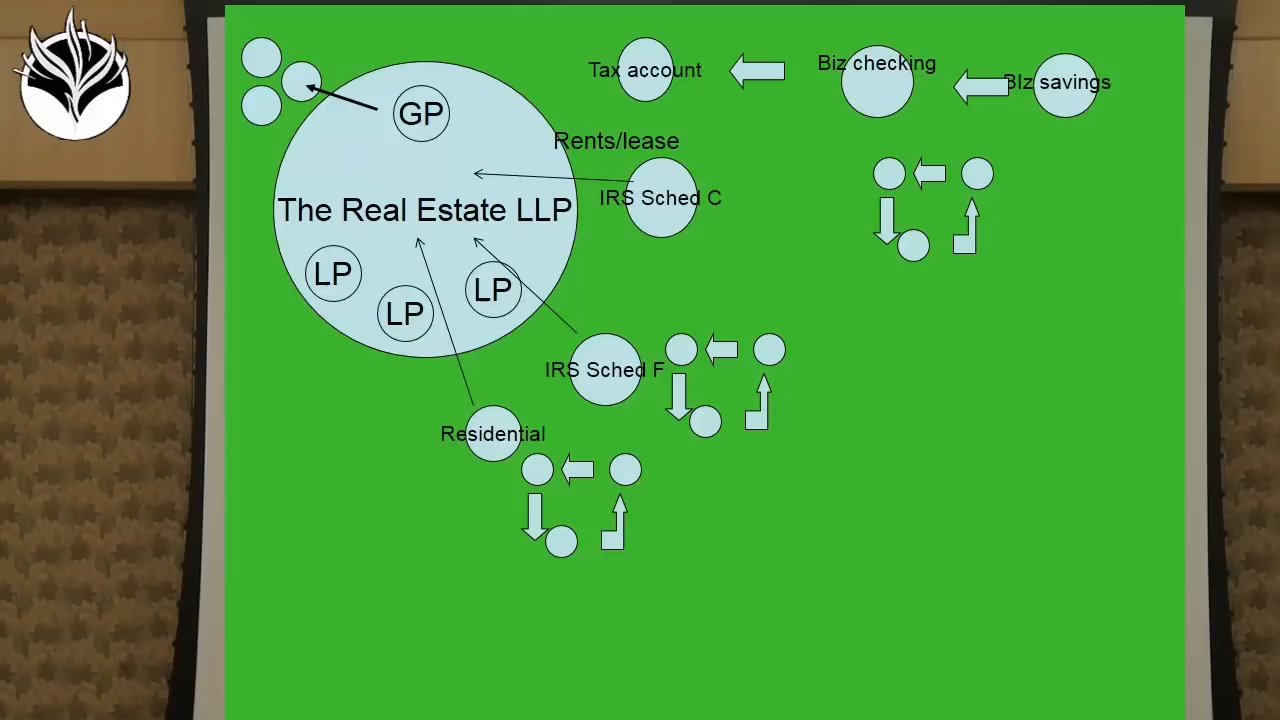 Tax account
Biz checking
BIz savings
GP
Rents/lease
The Real Estate LLP
IRS Sched C
LP
LP
LP
IRS Sched F
Residential